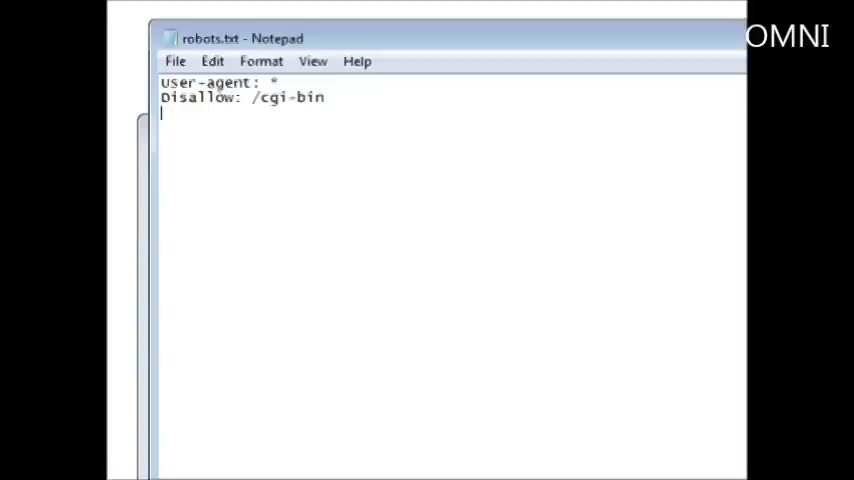 OMNI
robots.txt - Notepad
File Edit Format View Help
User-agent: *
Disallow: /cgi-bin